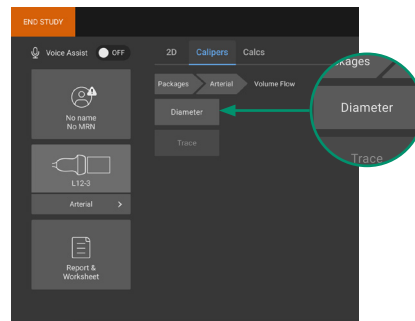 END STUDY
Voice Assist OFF
2D Calipers Calcs
Packages Arterial Volume Flow
Diameter
Trace
No name
No MRN
L12-3
Arterial
Report &
Worksheet
kages
Diameter
Trace